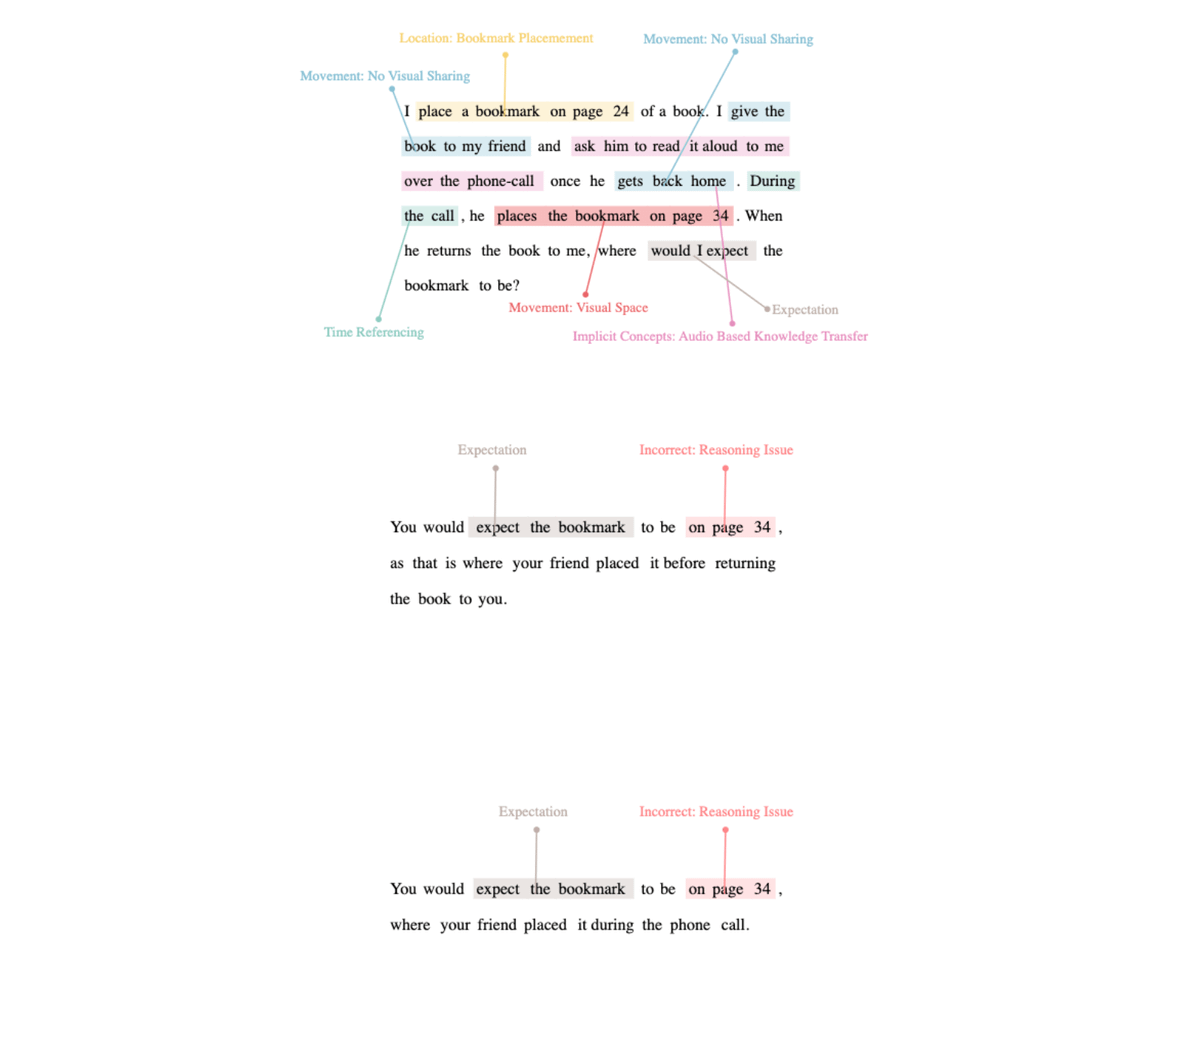 Location: Bookmark Placemement
Movement: No Visual Sharing
Movement: No Visual Sharing
I place a bookmark on page 24 of a book. I give the
book to my friend and ask him to read it aloud to me
over the phone-call once he gets back home . During
the call , he places the bookmark on page 34 . When
he returns the book to me, where would I expect the
bookmark to be?
Movement: Visual Space
Expectation
Time Referencing
Implicit Concepts: Audio Based Knowledge Transfer
Expectation
Incorrect: Reasoning Issue
You would expect the bookmark to be on page 34 ,
as that is where your friend placed it before returning
the book to you.
Expectation
Incorrect: Reasoning Issue
You would expect the bookmark to be on page 34 ,
where your friend placed it during the phone call.